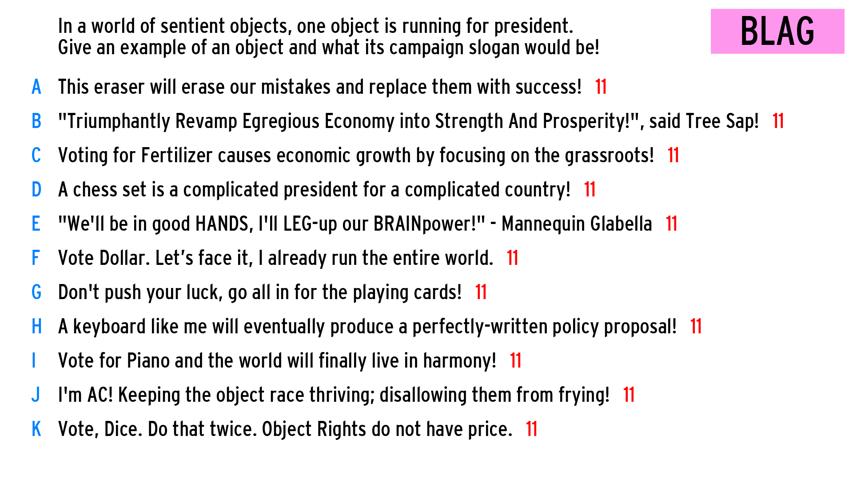 In a world of sentient objects, one object is running for president.
Give an example of an object and what its campaign slogan would be!
BLAG
A This eraser will erase our mistakes and replace them with success! 11
B "Triumphantly Revamp Egregious Economy into Strength And Prosperity!", said Tree Sap! 11
C Voting for Fertilizer causes economic growth by focusing on the grassroots! 11
D A chess set is a complicated president for a complicated country! 11
E "We'll be in good HANDS, I'll LEG-up our BRAINpower!" - Mannequin Glabella 11
F Vote Dollar. Let’s face it, I already run the entire world. 11
G Don't push your luck, go all in for the playing cards! 11
H A keyboard like me will eventually produce a perfectly-written policy proposal! 11
I Vote for Piano and the world will finally live in harmony! 11
J I'm AC! Keeping the object race thriving; disallowing them from frying! 11
K Vote, Dice. Do that twice. Object Rights do not have price. 11